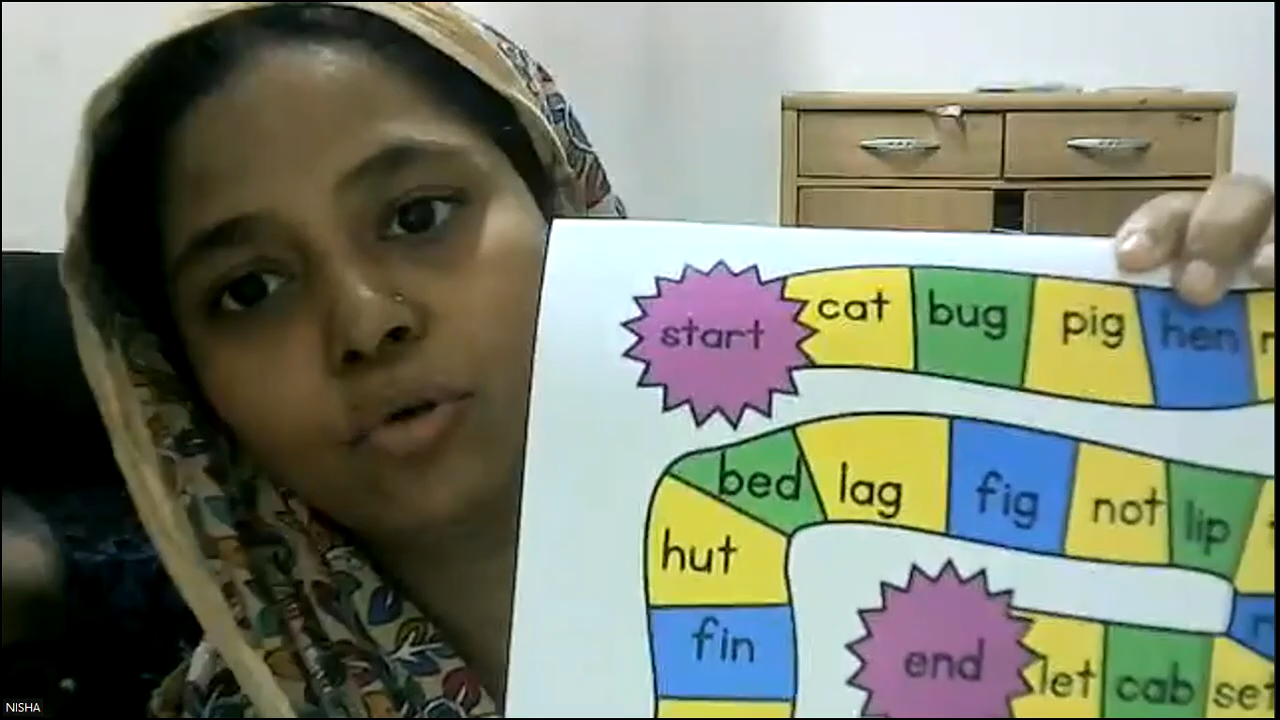 start cat bug pig hen
bed lag fig not lip
hut
fin
end let cab set
NISHA